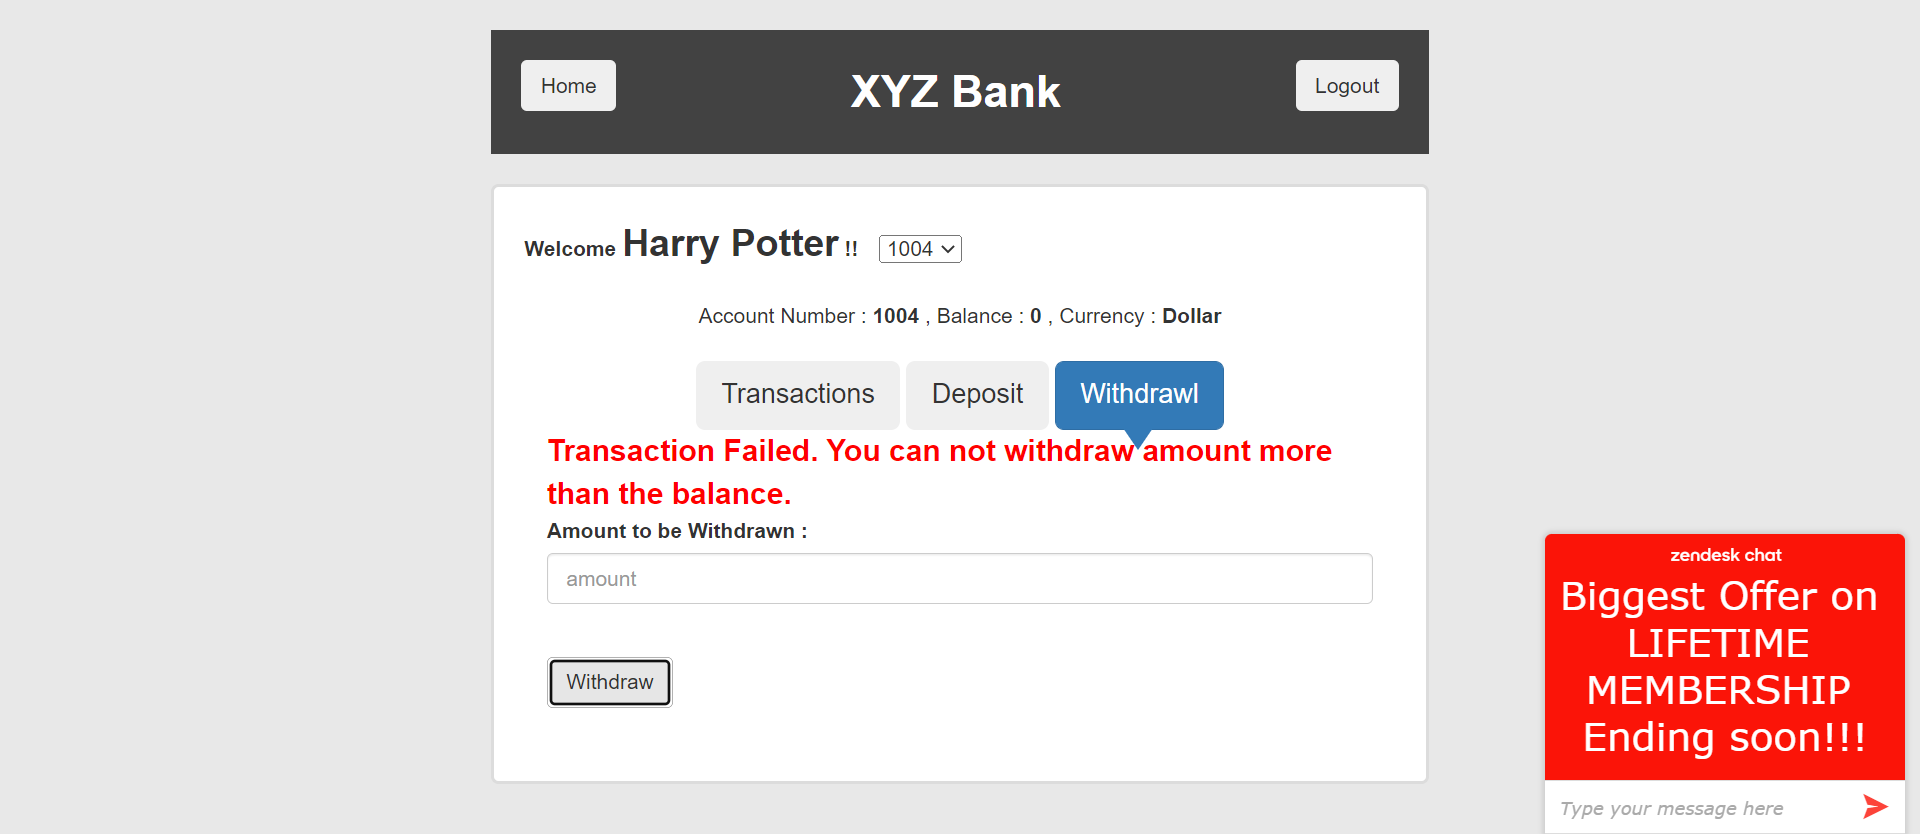 Home
XYZ Bank
Logout
Welcome Harry Potter !! 1004
Account Number : 1004 , Balance : 0 , Currency : Dollar
Transactions
Deposit
Withdrawl
Transaction Failed. You can not withdraw amount more
than the balance.
Amount to be Withdrawn :
amount
Withdraw
zendesk chat
Biggest Offer on
LIFETIME
MEMBERSHIP
Ending soon!!!
Type your message here